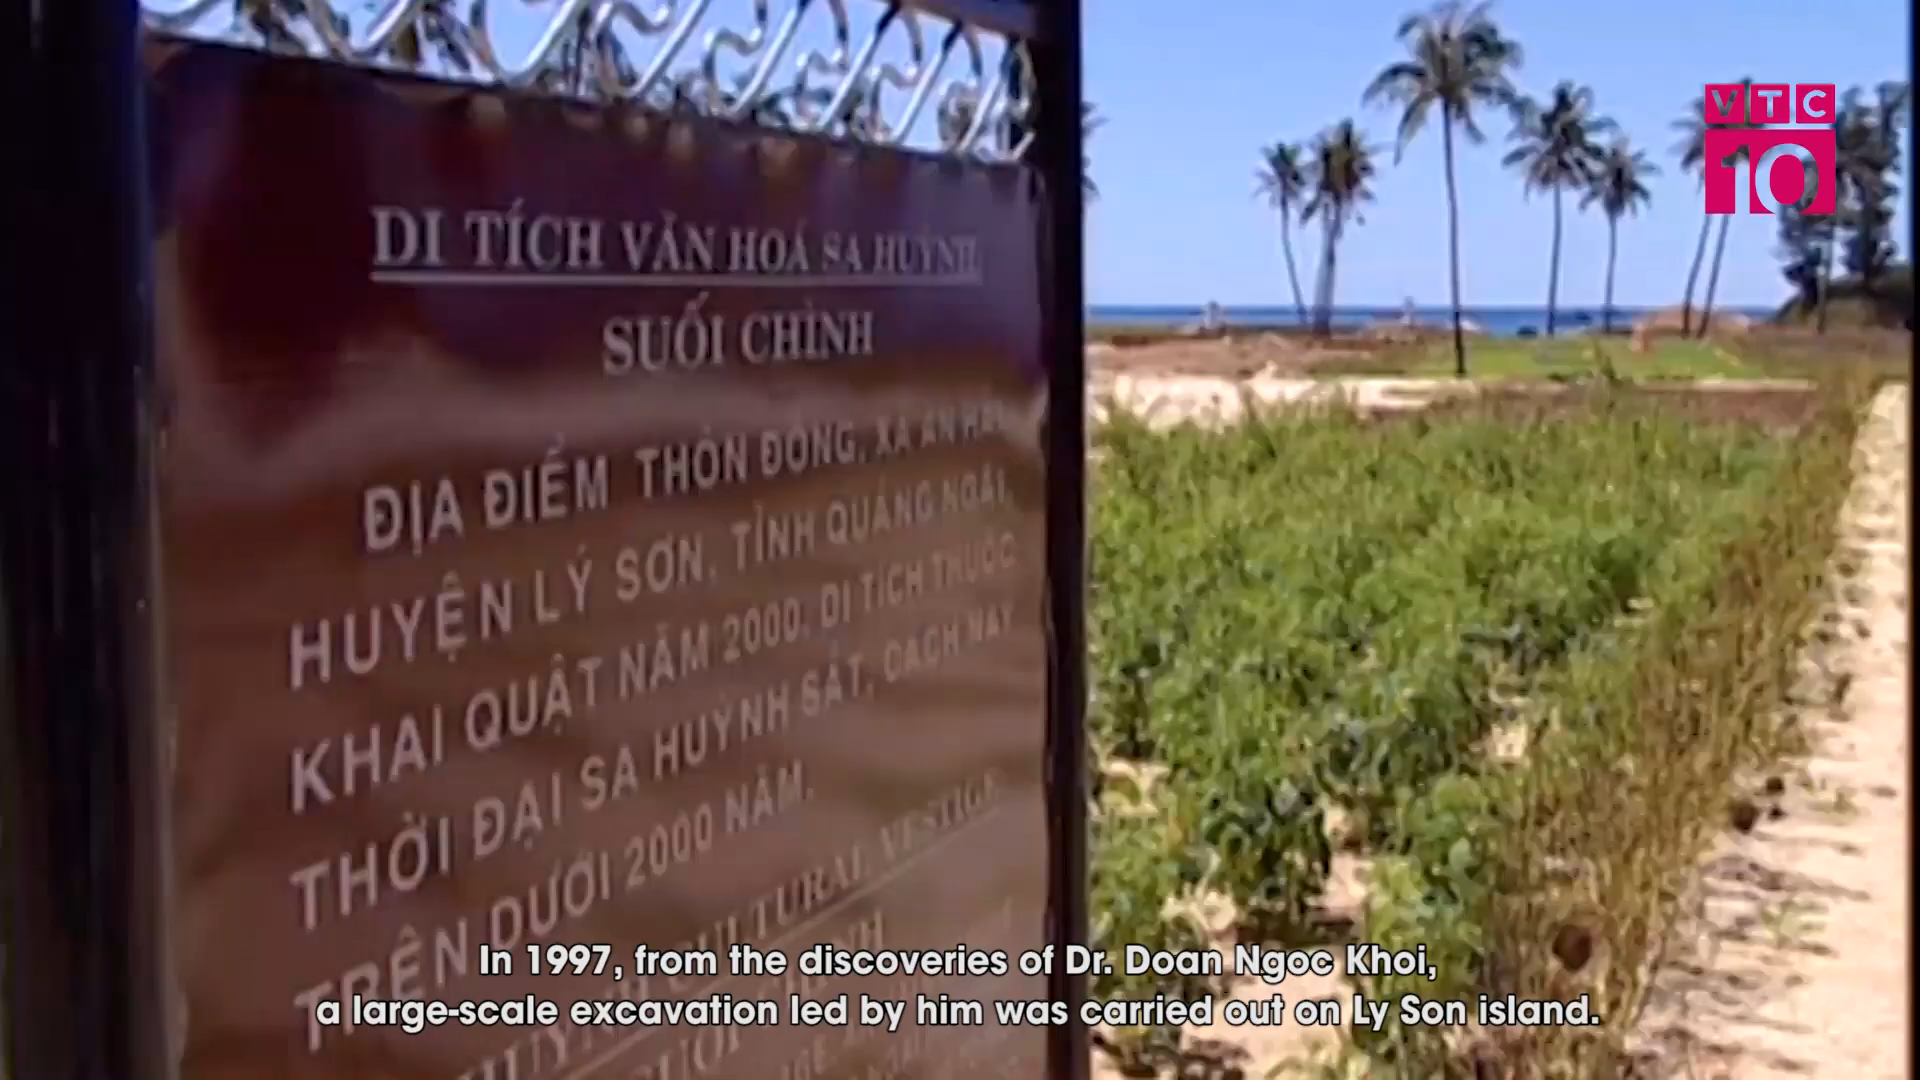 VTC
10
DI TÍCH VĂN HOÁ SA HUỲNH
SUỐI CHÌNH
ĐỊA ĐIỂM THÔN ĐÔNG, XÃ AN HẢI
HUYỆN LÝ SƠN, TỈNH QUẢNG NGÃI,
KHAI QUẬT NĂM 2000. DI TÍCH THUỘC
THỜI ĐẠI SA HUỲNH SẮT, CÁCH NAY
TRÊN DƯỚI 2000 NĂM.
HUỲNH CULTURAL VESTIGE
In 1997, from the discoveries of Dr. Doan Ngoc Khoi,
a large-scale excavation led by him was carried out on Ly Son island.